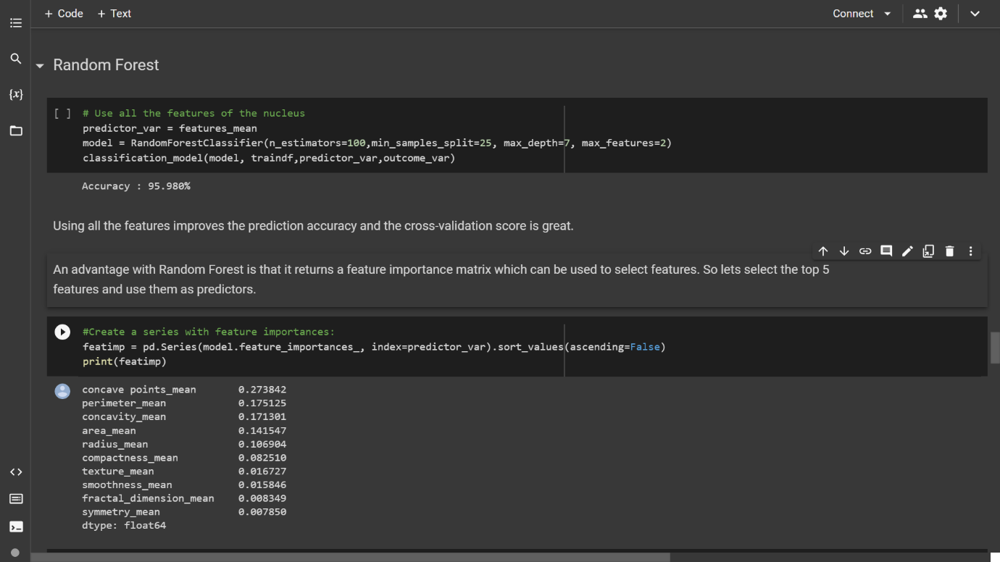 + Code + Text Connect
Random Forest
{x}
[ ] # Use all the features of the nucleus
predictor_var = features_mean
model = RandomForestClassifier(n_estimators=100,min_samples_split=25, max_depth=7, max_features=2)
classification_model(model, traindf,predictor_var,outcome_var)
Accuracy : 95.980%
Using all the features improves the prediction accuracy and the cross-validation score is great.
An advantage with Random Forest is that it returns a feature importance matrix which can be used to select features. So lets select the top 5
features and use them as predictors.
#Create a series with feature importances:
featimp = pd.Series(model.feature_importances_, index=predictor_var).sort_values(ascending=False)
print(featimp)
concave points_mean 0.273842
perimeter_mean 0.175125
concavity_mean 0.171301
area_mean 0.141547
radius_mean 0.106904
compactness_mean 0.082510
texture_mean 0.016727
smoothness_mean 0.015846
fractal_dimension_mean 0.008349
symmetry_mean 0.007850
dtype: float64